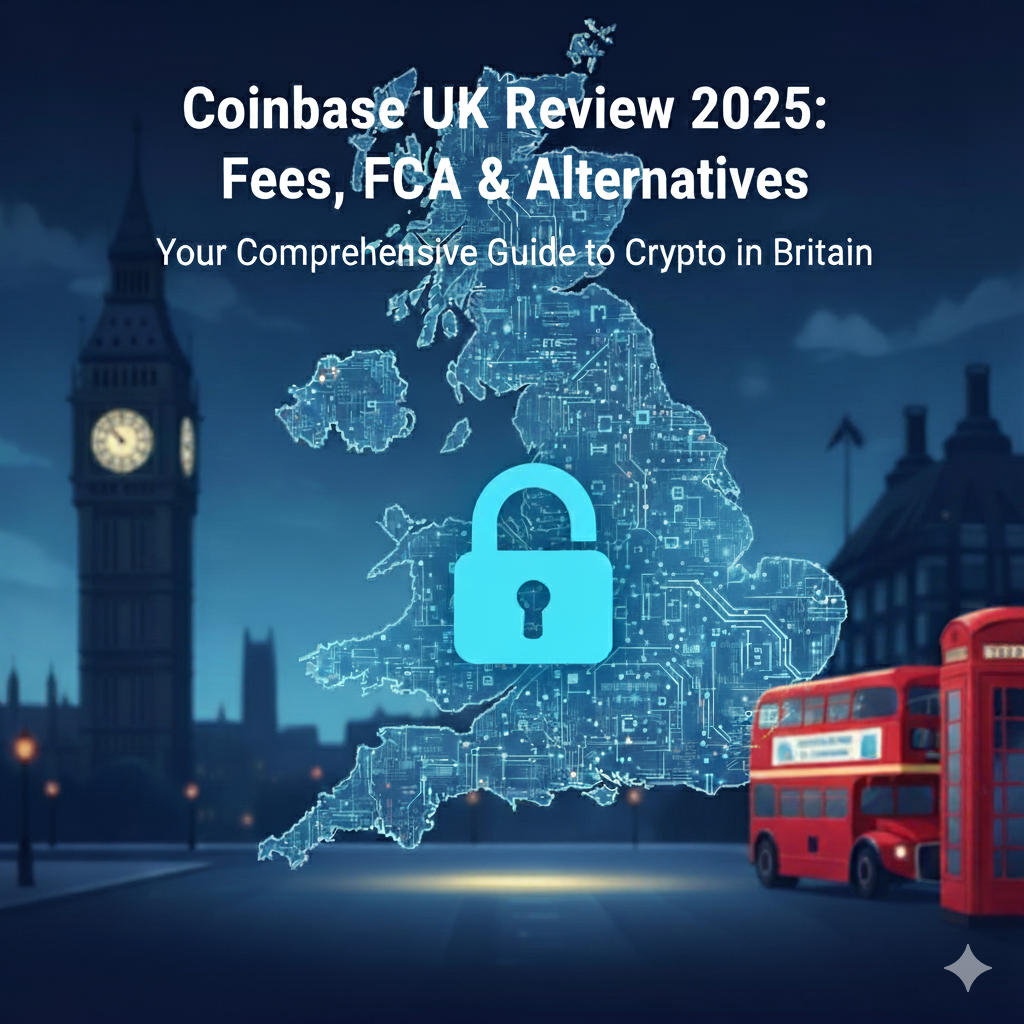 Coinbase UK Review 2025:
Fees, FCA & Alternatives
Your Comprehensive Guide to Crypto in Britain